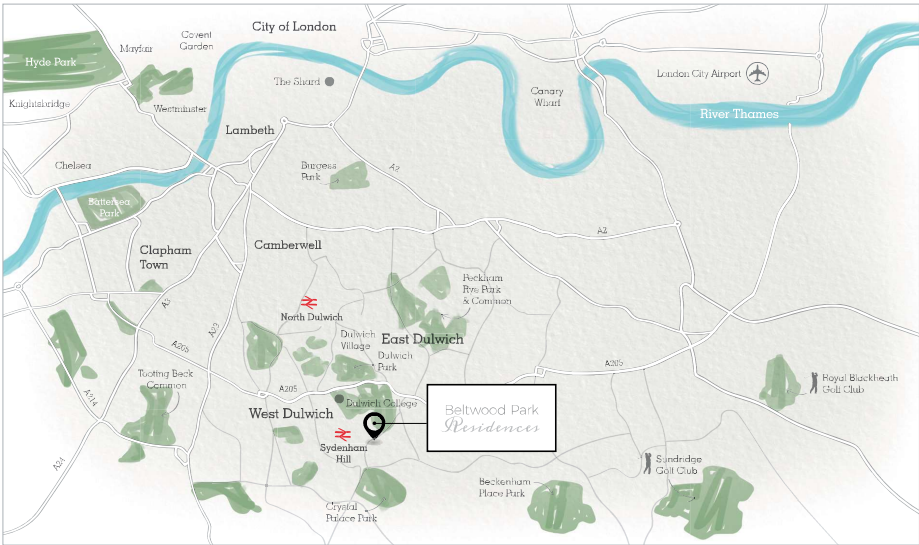 City of London
Covent
Garden
Mayfair
Hyde Park
The Shard
London City Airport
Canary
Wharf
Knightsbridge
Westminster
River Thames
Lambeth
Chelsea
Burgess
Park
A2
Battersea
Park
A2
Camberwell
Clapham
Town
Peckham
Rye Park
& Common
A3
North Dulwich
A23
Dulwich
Village
East Dulwich
A205
Dulwich
Park
A205
Tooting Beck
Common
Royal Blackheath
Golf Club
A205
A214
Dulwich College
West Dulwich
Beltwood Park
Residences
Sydenham
Hill
A24
Sundridge
Golf Club
Beckenham
Place Park
Crystal
Palace Park